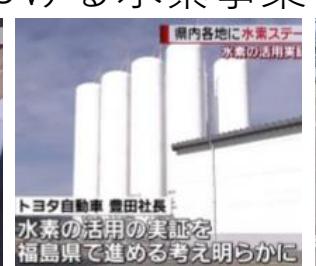 ける水素事業
県内各地に水素ステー
水素の活用実証
トヨタ自動車 豊田社長
水素の活用の実証を
福島県で進める考え明らかに